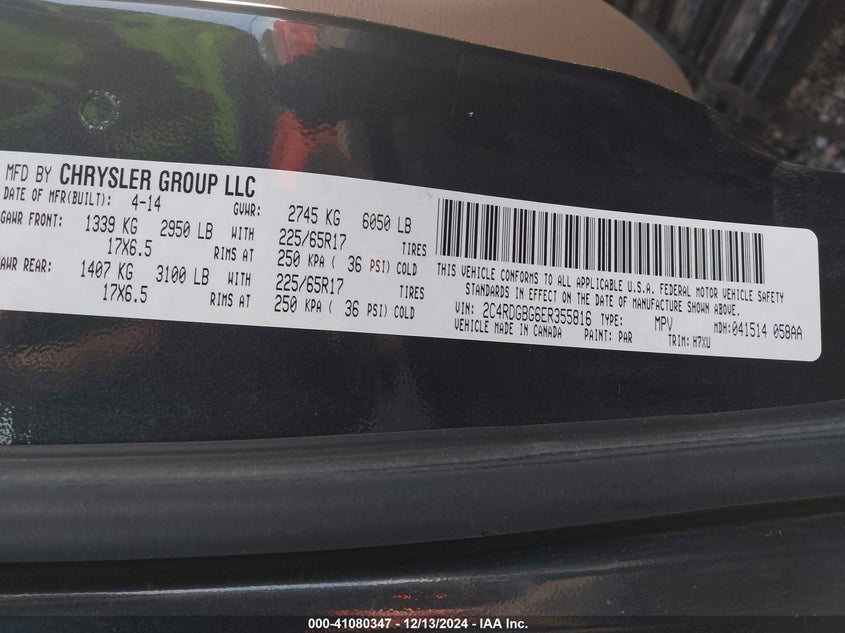 MFD BY CHRYSLER GROUP LLC
DATE OF MFR(BUILT): 4-14 GVWR: 2745 KG 6050 LB
GAWR FRONT: 1339 KG 2950 LB WITH 225/65R17 TIRES
17X6.5 RIMS AT 250 KPA ( 36 PSI) COLD
AWR REAR: 1407 KG 3100 LB WITH 225/65R17 TIRES
17X6.5 RIMS AT 250 KPA ( 36 PSI) COLD
THIS VEHICLE CONFORMS TO ALL APPLICABLE U.S.A. FEDERAL MOTOR VEHICLE SAFETY
STANDARDS IN EFFECT ON THE DATE OF MANUFACTURE SHOWN ABOVE.
VIN: 2C4RDGBG6ER355816 TYPE: MPV MDH:041514 058AA
VEHICLE MADE IN CANADA PAINT: PAR TRIM: H7XU
000-41080347 - 12/13/2024 - IAA Inc.